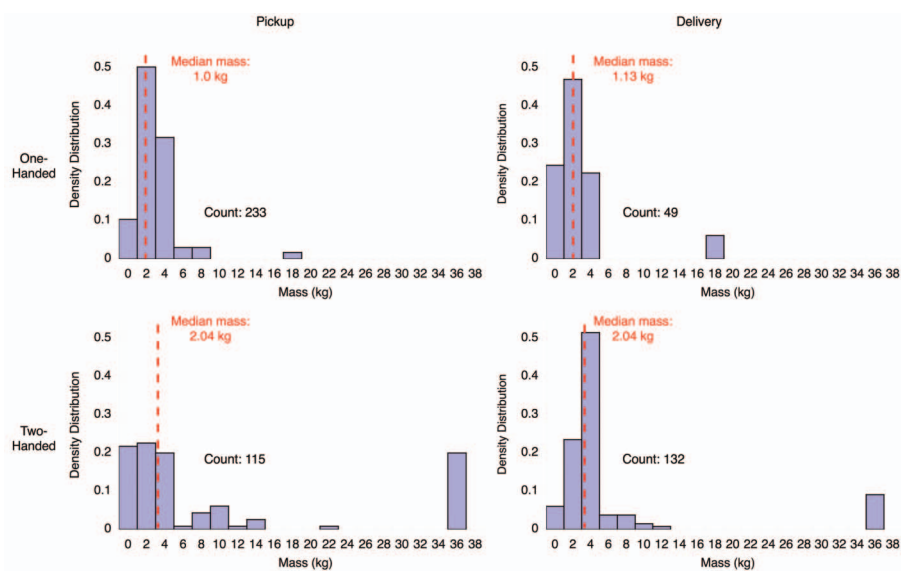 Pickup
Delivery
One-
Handed
Density Distribution
0.5
0.4
0.3
0.2
0.1
0
Median mass:
1.0 kg
Count: 233
0 2 4 6 8 10 12 14 16 18 20 22 24 26 28 30 32 34 36 38
Mass (kg)
Density Distribution
0.5
0.4
0.3
0.2
0.1
0
Median mass:
1.13 kg
Count: 49
0 2 4 6 8 10 12 14 16 18 20 22 24 26 28 30 32 34 36 38
Mass (kg)
Two-
Handed
Density Distribution
0.5
0.4
0.3
0.2
0.1
0
Median mass:
2.04 kg
Count: 115
0 2 4 6 8 10 12 14 16 18 20 22 24 26 28 30 32 34 36 38
Mass (kg)
Density Distribution
0.5
0.4
0.3
0.2
0.1
0
Median mass:
2.04 kg
Count: 132
0 2 4 6 8 10 12 14 16 18 20 22 24 26 28 30 32 34 36 38
Mass (kg)